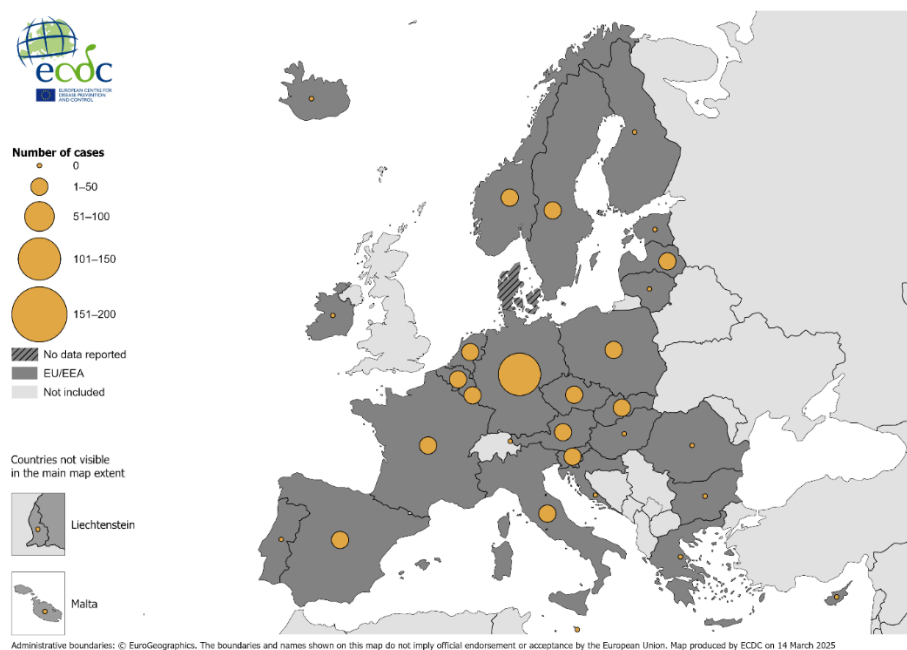 ecdc
EUROPEAN CENTRE FOR
DISEASE PREVENTION
AND CONTROL
Number of cases
0
1–50
51–100
101–150
151–200
No data reported
EU/EEA
Not included
Countries not visible
in the main map extent
Liechtenstein
Malta
Administrative boundaries: © EuroGeographics. The boundaries and names shown on this map do not imply official endorsement or acceptance by the European Union. Map produced by ECDC on 14 March 2025